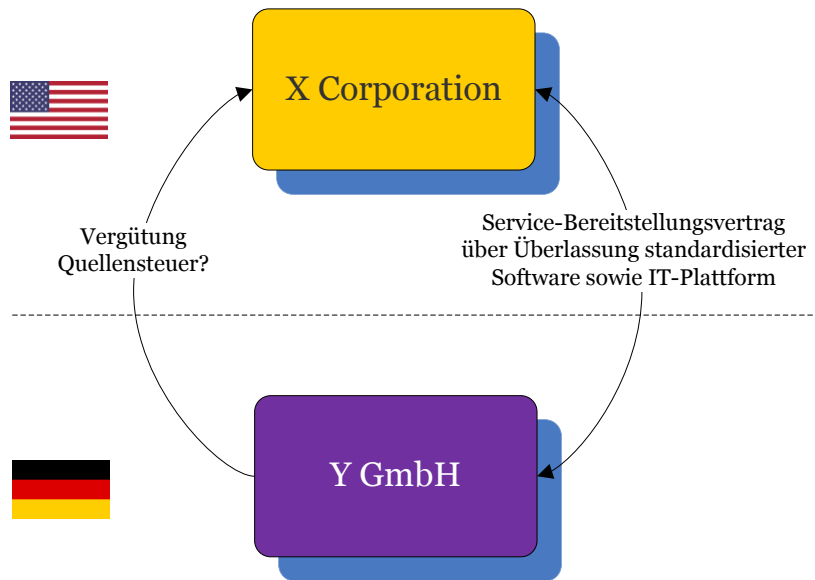 X Corporation
Vergütung
Quellensteuer?
Service-Bereitstellungsvertrag
über Überlassung standardisierter
Software sowie IT-Plattform
Y GmbH